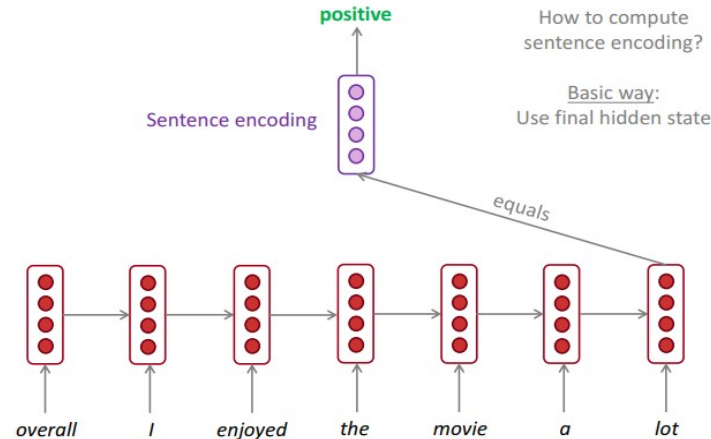 positive
How to compute
sentence encoding?
Sentence encoding
Basic way:
Use final hidden state
equals
overall I enjoyed the movie a lot